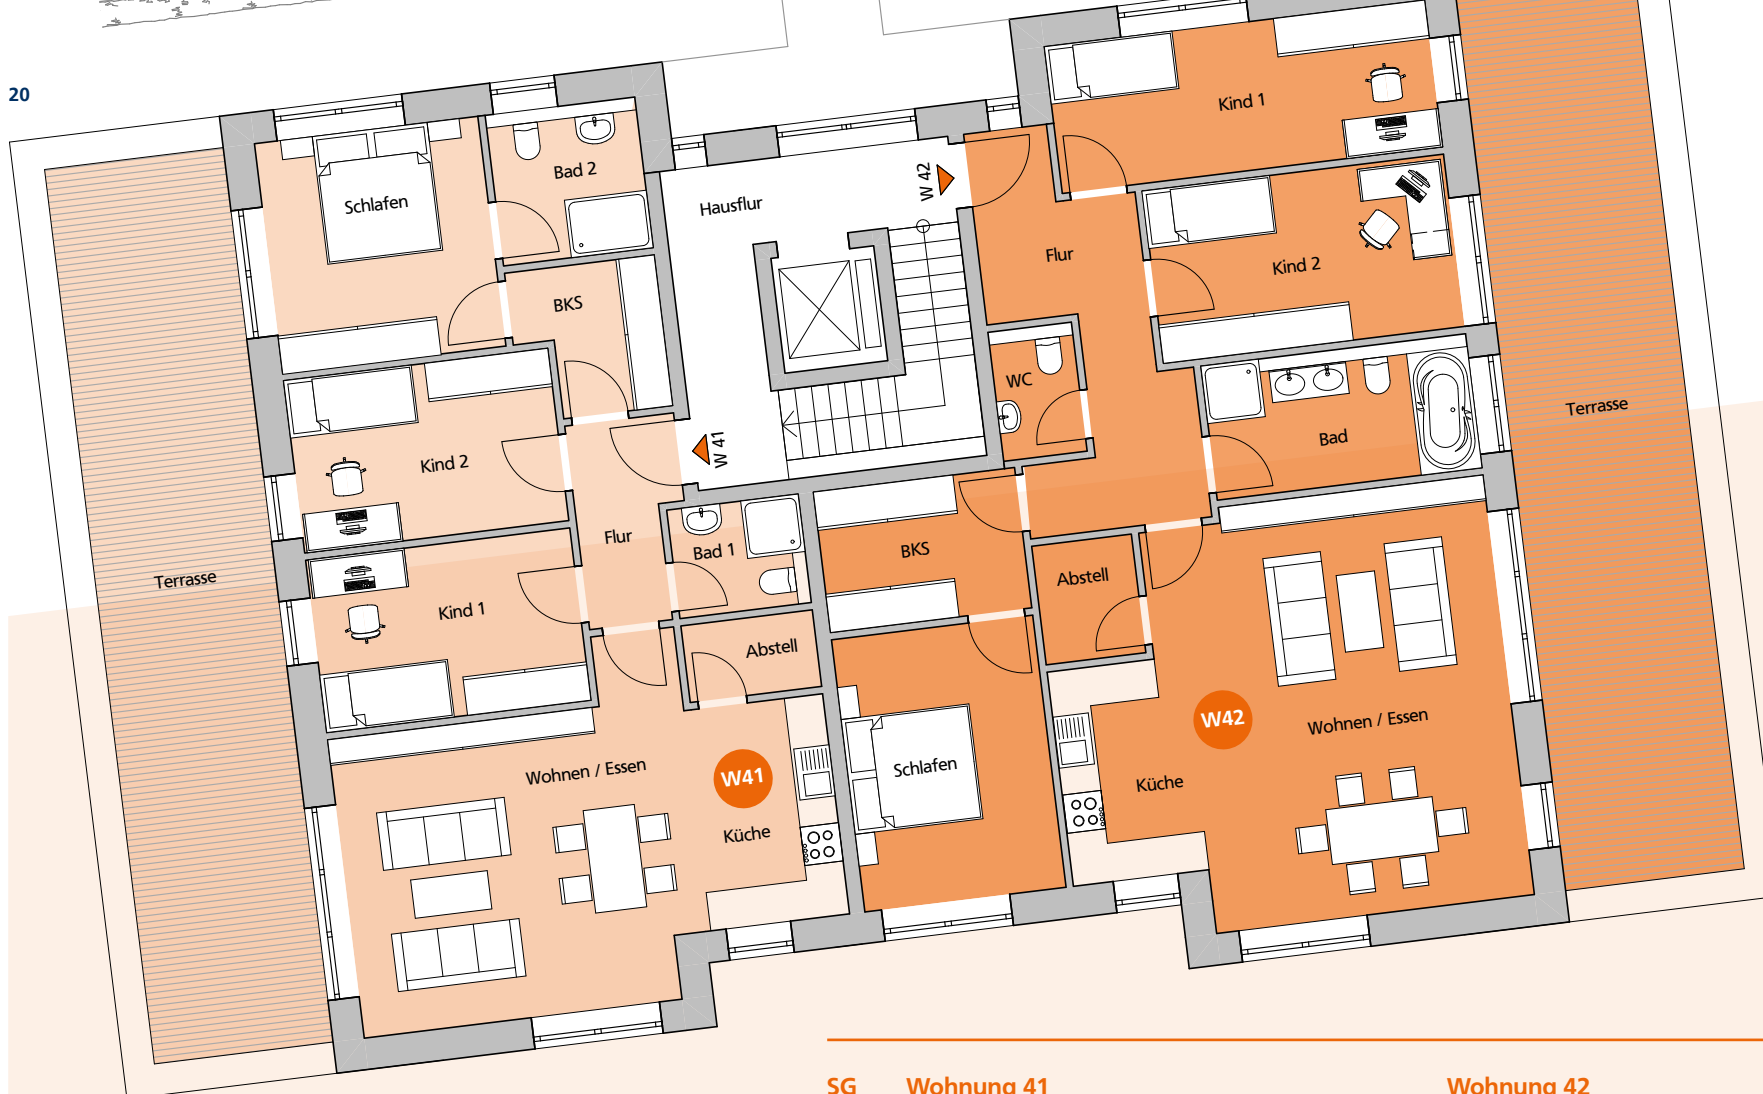 20
Kind 1
Bad 2
Schlafen
Hausflur
W 42
Flur
Kind 2
BKS
WC
Terrasse
Bad
W 41
Kind 2
Flur
Bad 1
BKS
Abstell
Terrasse
Kind 1
Abstell
W42
Wohnen / Essen
Wohnen / Essen
W41
Schlafen
Küche
Küche
SG Wohnung 41 Wohnung 42